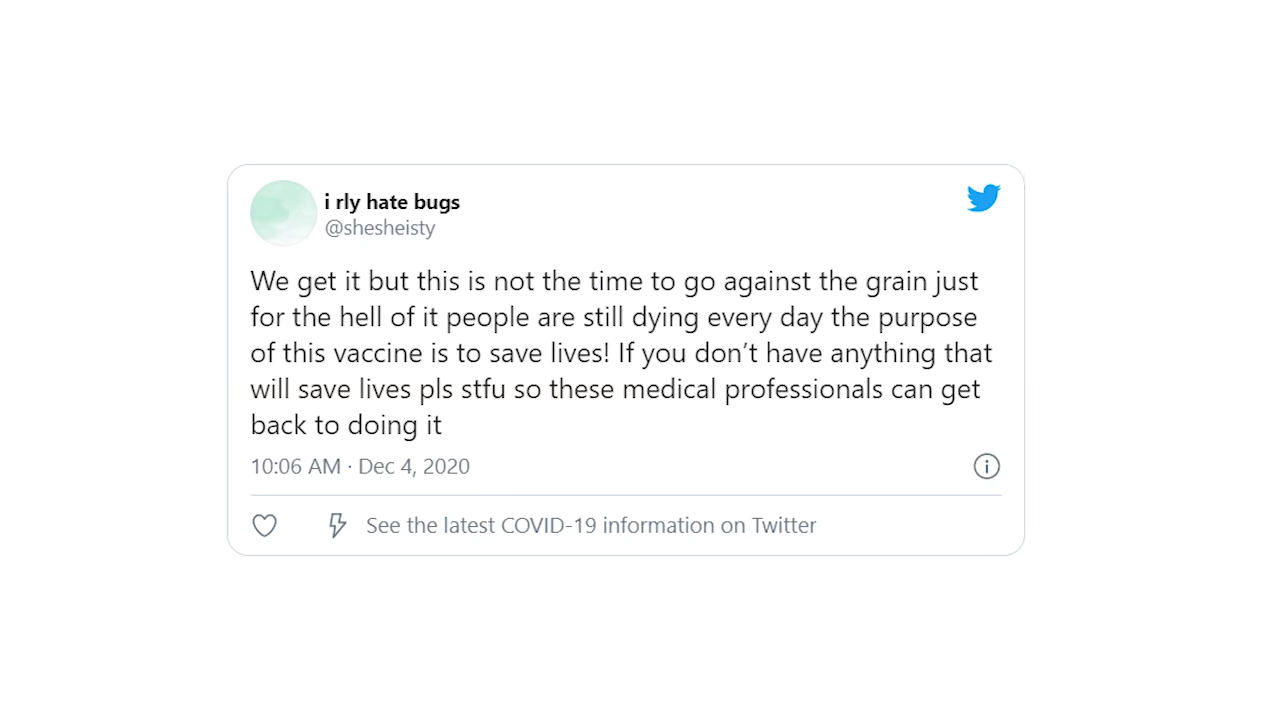 i rly hate bugs
@shesheisty
We get it but this is not the time to go against the grain just
for the hell of it people are still dying every day the purpose
of this vaccine is to save lives! If you don’t have anything that
will save lives pls stfu so these medical professionals can get
back to doing it
10:06 AM · Dec 4, 2020
See the latest COVID-19 information on Twitter